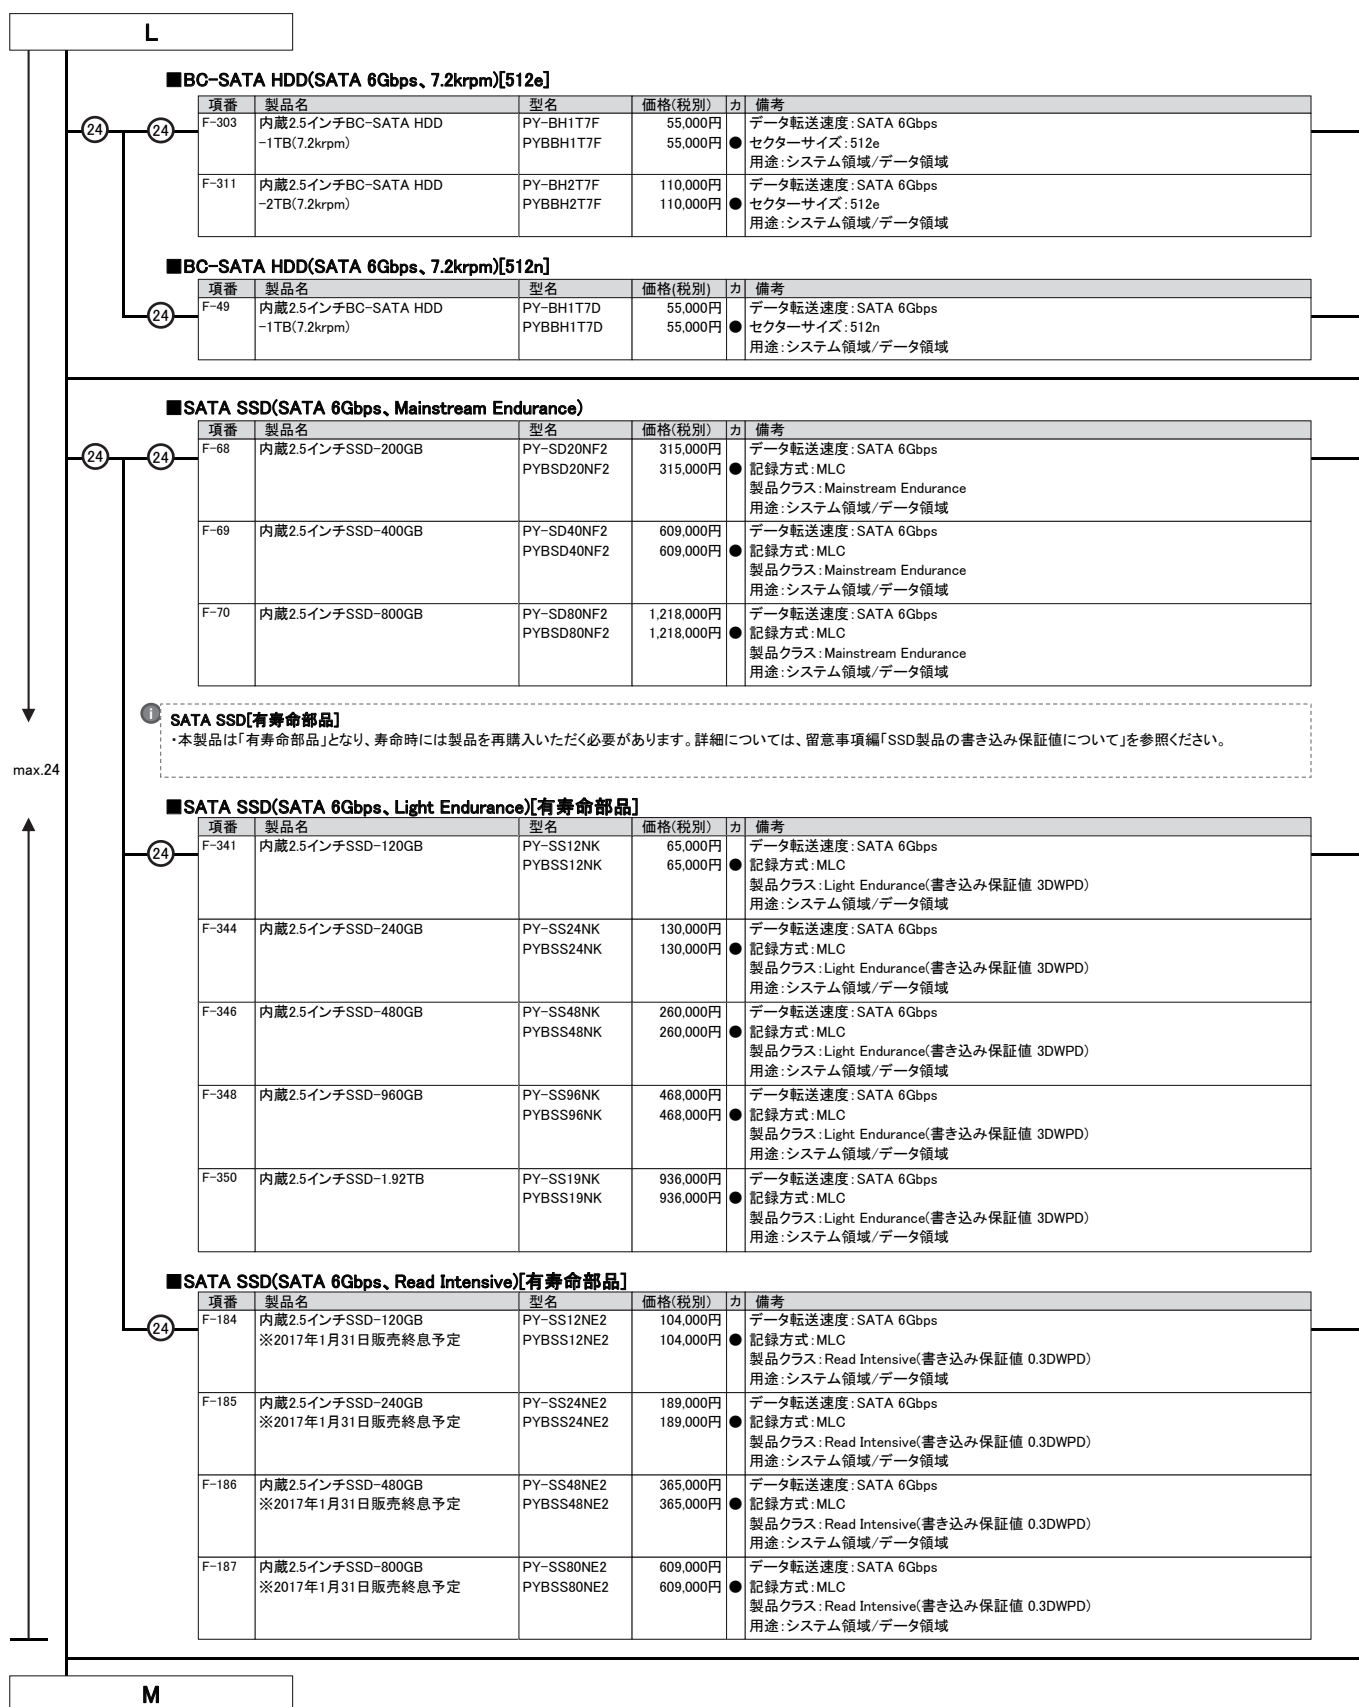 L
■BC-SATA HDD(SATA 6Gbps、7.2krpm)[512e]
項番 製品名 型名 価格(税別) カ 備考
24 24 F-303 内蔵2.5インチBC-SATA HDD PY-BH1T7F 55,000円 データ転送速度：SATA 6Gbps
-1TB(7.2krpm) PYBBH1T7F 55,000円 ● セクターサイズ：512e
用途：システム領域/データ領域
F-311 内蔵2.5インチBC-SATA HDD PY-BH2T7F 110,000円 データ転送速度：SATA 6Gbps
-2TB(7.2krpm) PYBBH2T7F 110,000円 ● セクターサイズ：512e
用途：システム領域/データ領域
■BC-SATA HDD(SATA 6Gbps、7.2krpm)[512n]
項番 製品名 型名 価格(税別) カ 備考
24 F-49 内蔵2.5インチBC-SATA HDD PY-BH1T7D 55,000円 データ転送速度：SATA 6Gbps
-1TB(7.2krpm) PYBBH1T7D 55,000円 ● セクターサイズ：512n
用途：システム領域/データ領域
■SATA SSD(SATA 6Gbps、Mainstream Endurance)
項番 製品名 型名 価格(税別) カ 備考
24 24 F-68 内蔵2.5インチSSD-200GB PY-SD20NF2 315,000円 データ転送速度：SATA 6Gbps
PYBSD20NF2 315,000円 ● 記録方式：MLC
製品クラス：Mainstream Endurance
用途：システム領域/データ領域
F-69 内蔵2.5インチSSD-400GB PY-SD40NF2 609,000円 データ転送速度：SATA 6Gbps
PYBSD40NF2 609,000円 ● 記録方式：MLC
製品クラス：Mainstream Endurance
用途：システム領域/データ領域
F-70 内蔵2.5インチSSD-800GB PY-SD80NF2 1,218,000円 データ転送速度：SATA 6Gbps
PYBSD80NF2 1,218,000円 ● 記録方式：MLC
製品クラス：Mainstream Endurance
用途：システム領域/データ領域
i SATA SSD[有寿命部品]
・本製品は「有寿命部品」となり、寿命時には製品を再購入いただく必要があります。詳細については、留意事項編「SSD製品の書き込み保証値について」を参照ください。
max.24
■SATA SSD(SATA 6Gbps、Light Endurance)[有寿命部品]
項番 製品名 型名 価格(税別) カ 備考
24 F-341 内蔵2.5インチSSD-120GB PY-SS12NK 65,000円 データ転送速度：SATA 6Gbps
PYBSS12NK 65,000円 ● 記録方式：MLC
製品クラス：Light Endurance(書き込み保証値 3DWPD)
用途：システム領域/データ領域
F-344 内蔵2.5インチSSD-240GB PY-SS24NK 130,000円 データ転送速度：SATA 6Gbps
PYBSS24NK 130,000円 ● 記録方式：MLC
製品クラス：Light Endurance(書き込み保証値 3DWPD)
用途：システム領域/データ領域
F-346 内蔵2.5インチSSD-480GB PY-SS48NK 260,000円 データ転送速度：SATA 6Gbps
PYBSS48NK 260,000円 ● 記録方式：MLC
製品クラス：Light Endurance(書き込み保証値 3DWPD)
用途：システム領域/データ領域
F-348 内蔵2.5インチSSD-960GB PY-SS96NK 468,000円 データ転送速度：SATA 6Gbps
PYBSS96NK 468,000円 ● 記録方式：MLC
製品クラス：Light Endurance(書き込み保証値 3DWPD)
用途：システム領域/データ領域
F-350 内蔵2.5インチSSD-1.92TB PY-SS19NK 936,000円 データ転送速度：SATA 6Gbps
PYBSS19NK 936,000円 ● 記録方式：MLC
製品クラス：Light Endurance(書き込み保証値 3DWPD)
用途：システム領域/データ領域
■SATA SSD(SATA 6Gbps、Read Intensive)[有寿命部品]
項番 製品名 型名 価格(税別) カ 備考
24 F-184 内蔵2.5インチSSD-120GB PY-SS12NE2 104,000円 データ転送速度：SATA 6Gbps
※2017年1月31日販売終息予定 PYBSS12NE2 104,000円 ● 記録方式：MLC
製品クラス：Read Intensive(書き込み保証値 0.3DWPD)
用途：システム領域/データ領域
F-185 内蔵2.5インチSSD-240GB PY-SS24NE2 189,000円 データ転送速度：SATA 6Gbps
※2017年1月31日販売終息予定 PYBSS24NE2 189,000円 ● 記録方式：MLC
製品クラス：Read Intensive(書き込み保証値 0.3DWPD)
用途：システム領域/データ領域
F-186 内蔵2.5インチSSD-480GB PY-SS48NE2 365,000円 データ転送速度：SATA 6Gbps
※2017年1月31日販売終息予定 PYBSS48NE2 365,000円 ● 記録方式：MLC
製品クラス：Read Intensive(書き込み保証値 0.3DWPD)
用途：システム領域/データ領域
F-187 内蔵2.5インチSSD-800GB PY-SS80NE2 609,000円 データ転送速度：SATA 6Gbps
※2017年1月31日販売終息予定 PYBSS80NE2 609,000円 ● 記録方式：MLC
製品クラス：Read Intensive(書き込み保証値 0.3DWPD)
用途：システム領域/データ領域
M